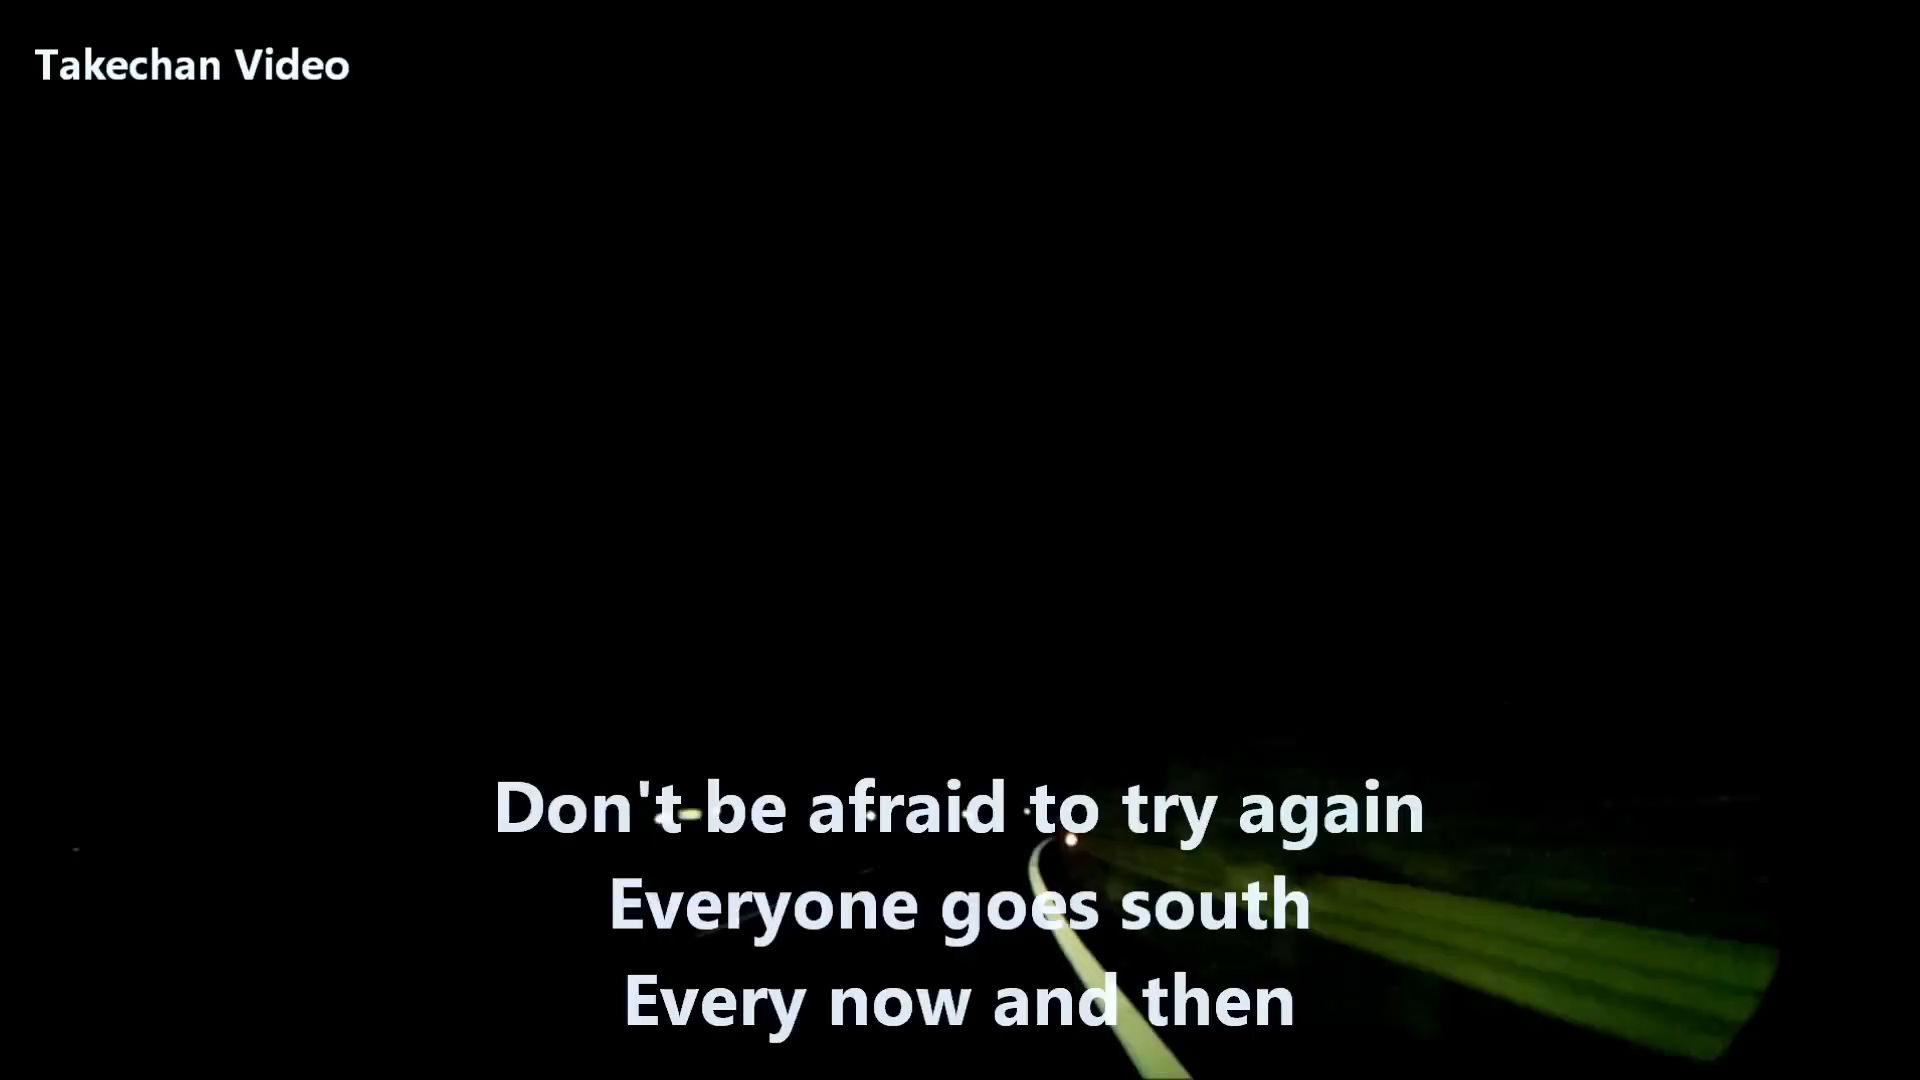 Takechan Video
Don't be afraid to try again
Everyone goes south
Every now and then